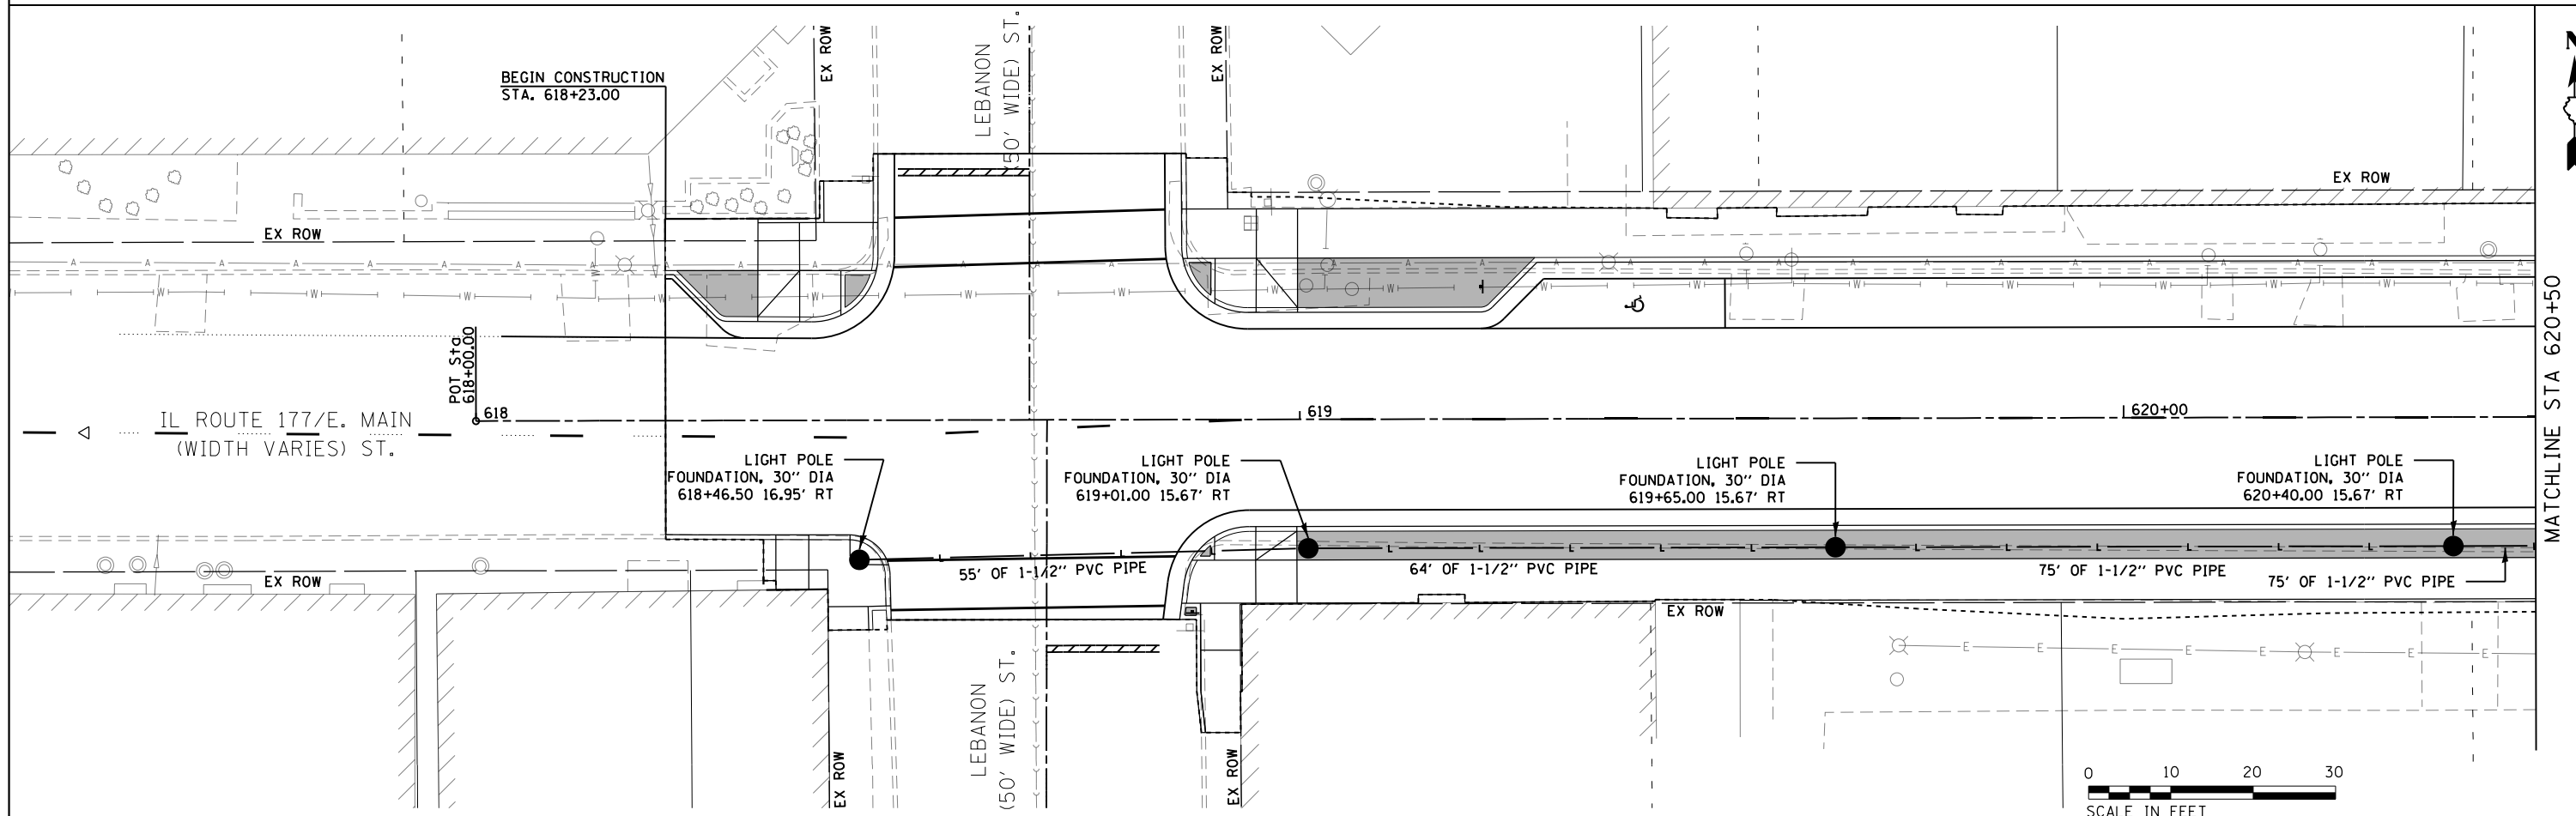 BEGIN CONSTRUCTION
STA. 618+23.00
EX ROW
LEBANON
(50' WIDE) ST.
EX ROW
N
EX ROW
EX ROW
A A A A A A A A A A A A A A A A A A A A A A A A A A A A A A
W W W W W W W W W W W W W W W W
POT Sta
618+00.00
618
619
620+00
IL ROUTE 177/E. MAIN
(WIDTH VARIES) ST.
MATCHLINE STA 620+50
LIGHT POLE
FOUNDATION, 30" DIA
618+46.50 16.95' RT
LIGHT POLE
FOUNDATION, 30" DIA
619+01.00 15.67' RT
LIGHT POLE
FOUNDATION, 30" DIA
619+65.00 15.67' RT
LIGHT POLE
FOUNDATION, 30" DIA
620+40.00 15.67' RT
L L L L L L L L L L L L L L L L
55' OF 1-1/2" PVC PIPE
64' OF 1-1/2" PVC PIPE
75' OF 1-1/2" PVC PIPE
75' OF 1-1/2" PVC PIPE
EX ROW
EX ROW
E E E E E E E E
LEBANON
(50' WIDE) ST.
EX ROW
EX ROW
0 10 20 30
SCALE IN FEET